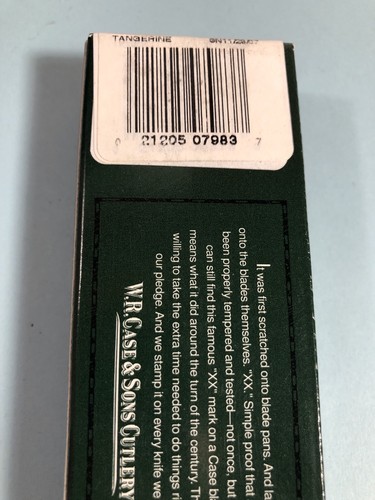 TANGERINE
0 21205 07983 7
It was first scratched onto blade pans. And la
onto the blades themselves. "XX." Simple proof that
been properly tempered and tested—not once, but
can still find this famous "XX" mark on a Case bl
means what it did around the turn of the century. Th
willing to take the extra time needed to do things ri
our pledge. And we stamp it on every knife we
W.R. CASE & SONS CUTLERY